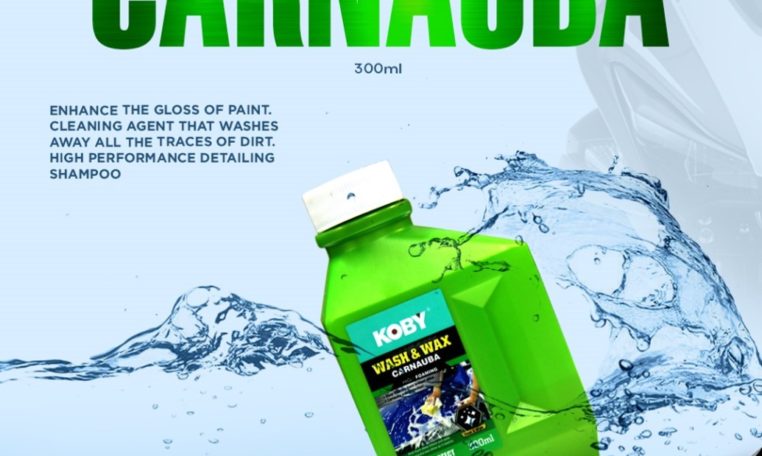 CARNAUBA
300ml
ENHANCE THE GLOSS OF PAINT.
CLEANING AGENT THAT WASHES
AWAY ALL THE TRACES OF DIRT.
HIGH PERFORMANCE DETAILING
SHAMPOO
KOBY
WASH & WAX
CARNAUBA
FOAMING
300ml